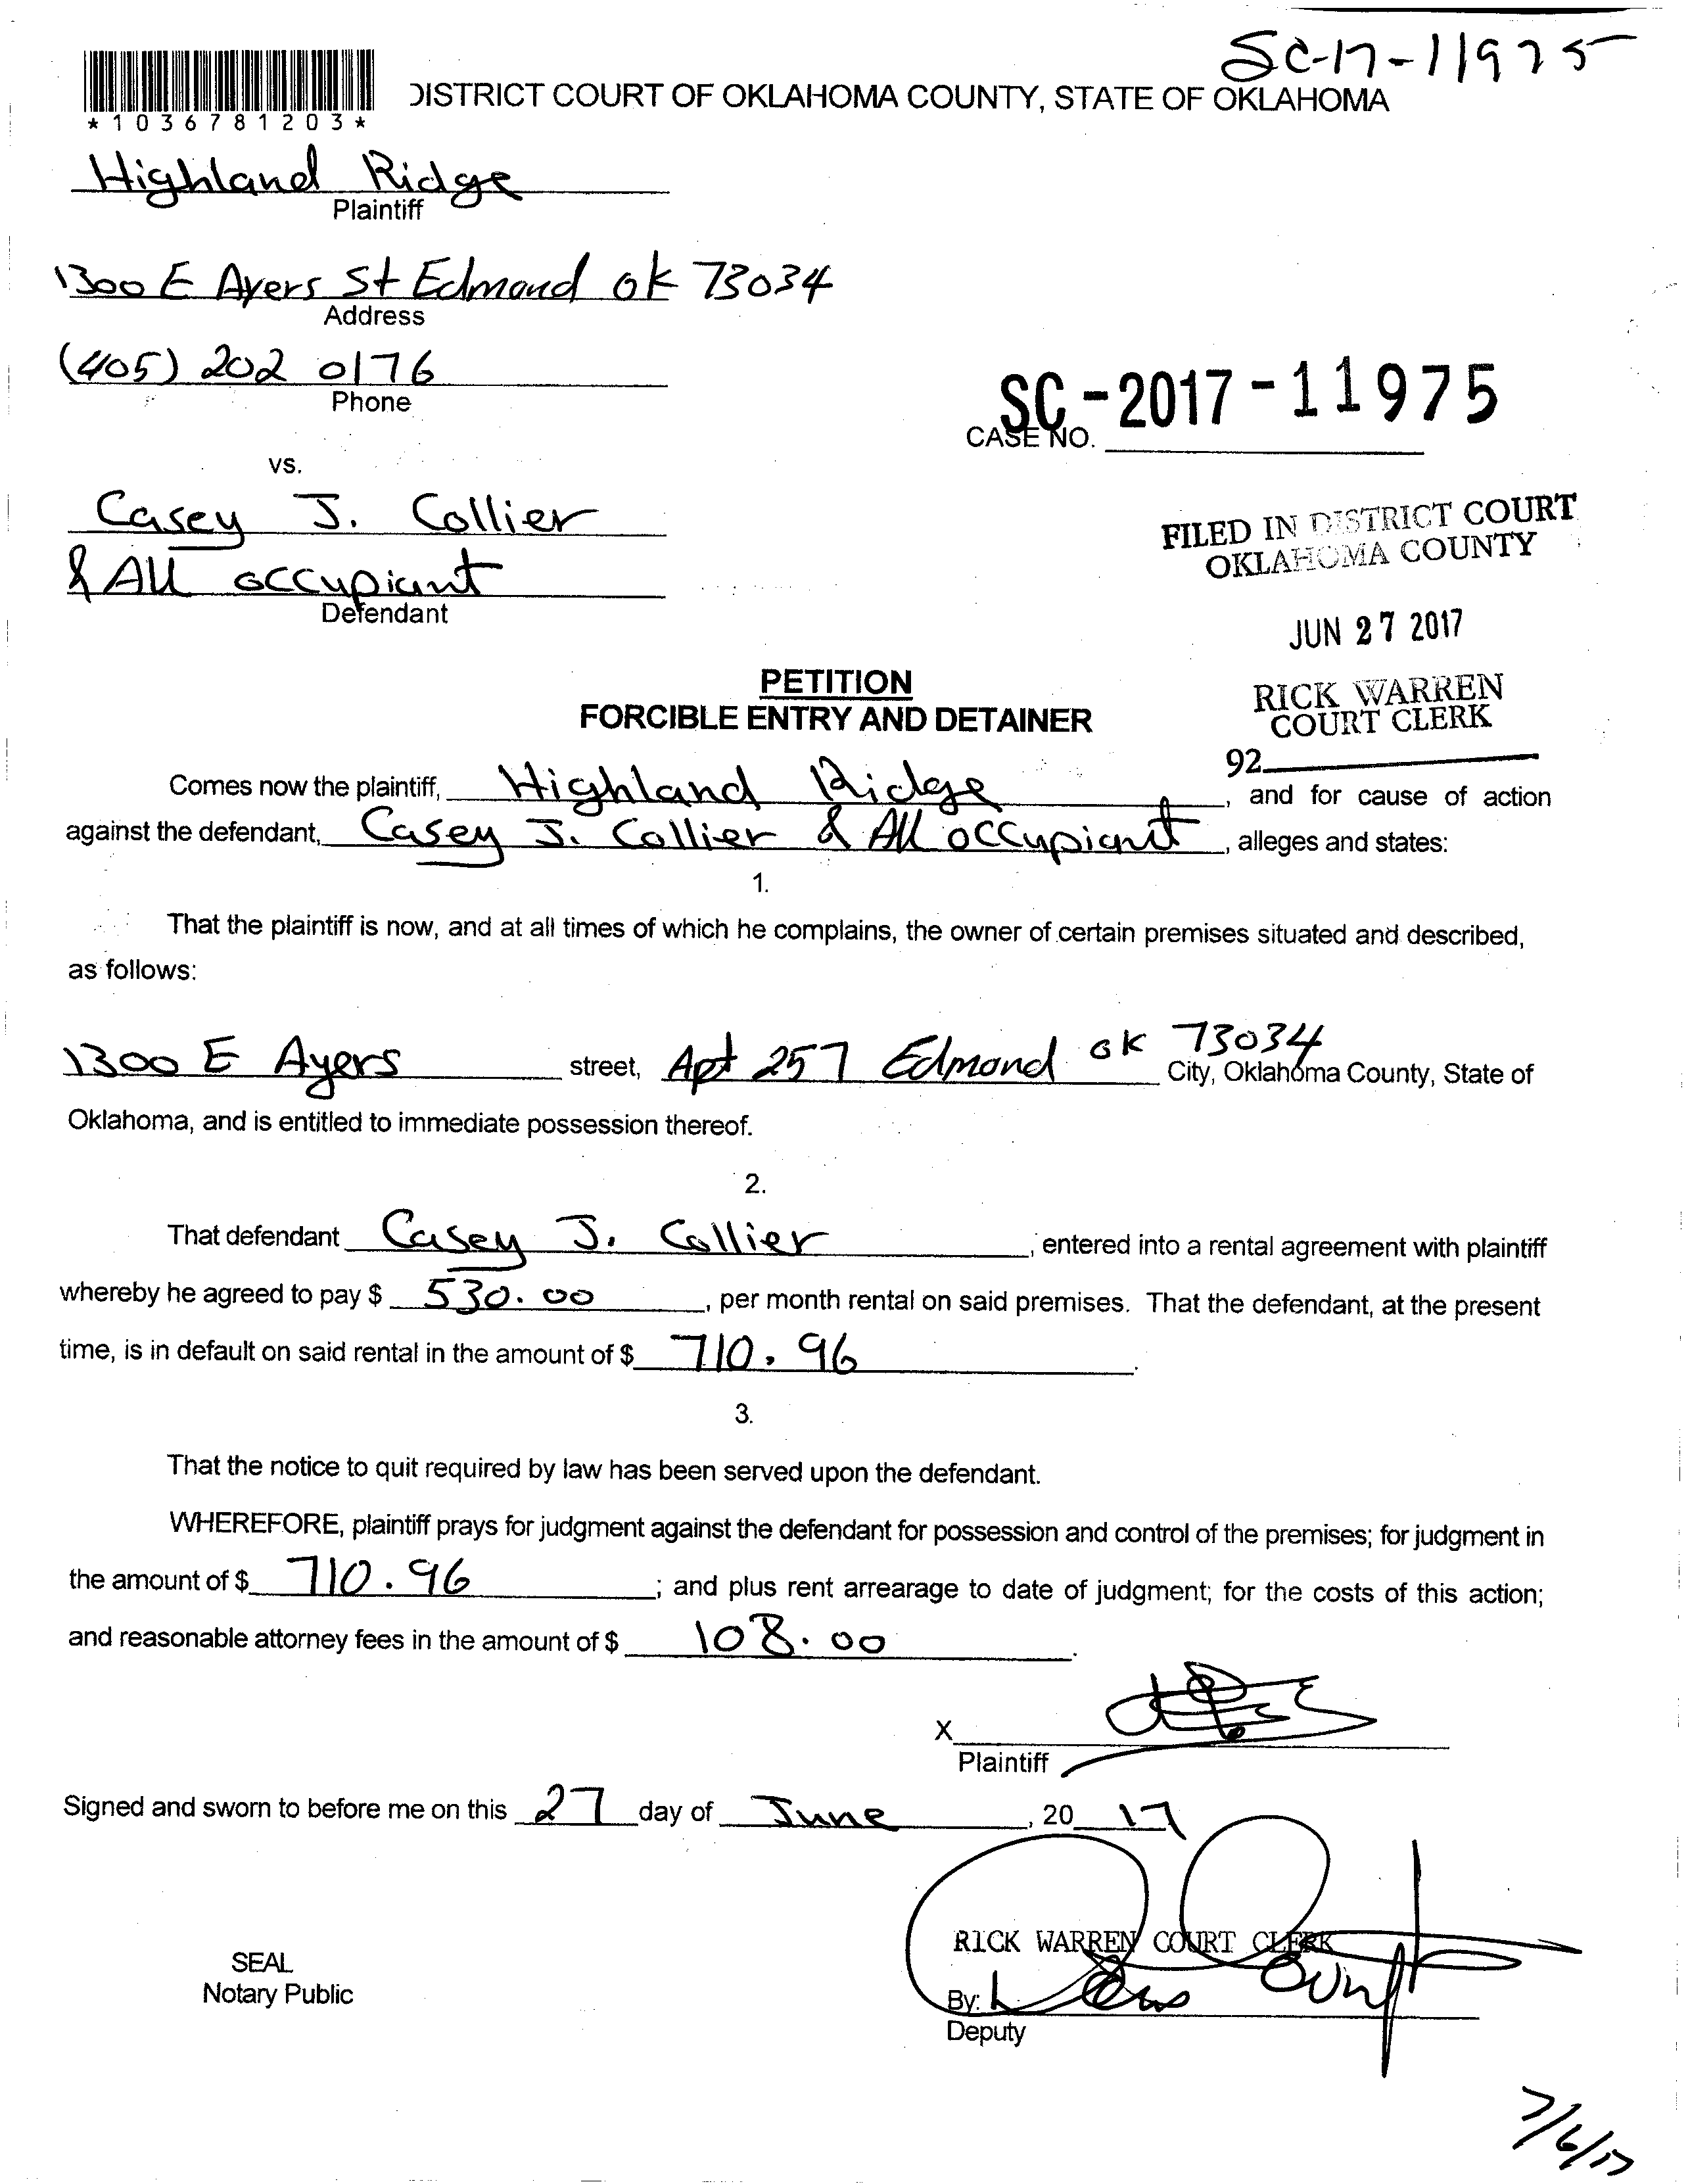 SC-17-11975
*1036781203*
DISTRICT COURT OF OKLAHOMA COUNTY, STATE OF OKLAHOMA
Highland Ridge
Plaintiff
1300 E Ayers St Edmond ok 73034
Address
(405) 202 0176
Phone
SC-2017-11975
CASE NO.
vs.
Casey J. Collier
& All occupiant
Defendant
FILED IN DISTRICT COURT
OKLAHOMA COUNTY
JUN 27 2017
RICK WARREN
COURT CLERK
92
PETITION
FORCIBLE ENTRY AND DETAINER
Comes now the plaintiff, Highland Ridge, and for cause of action
against the defendant, Casey J. Collier & All occupiant, alleges and states:
1.
That the plaintiff is now, and at all times of which he complains, the owner of certain premises situated and described,
as follows:
1300 E Ayers street, Apt 257 Edmond ok 73034 City, Oklahoma County, State of
Oklahoma, and is entitled to immediate possession thereof.
2.
That defendant Casey J. Collier, entered into a rental agreement with plaintiff
whereby he agreed to pay $ 530.00, per month rental on said premises. That the defendant, at the present
time, is in default on said rental in the amount of $ 710.96.
3.
That the notice to quit required by law has been served upon the defendant.
WHEREFORE, plaintiff prays for judgment against the defendant for possession and control of the premises; for judgment in
the amount of $ 710.96; and plus rent arrearage to date of judgment; for the costs of this action;
and reasonable attorney fees in the amount of $ 108.00.
X
Plaintiff
Signed and sworn to before me on this 27 day of June, 20 17
RICK WARREN COURT CLERK
SEAL
Notary Public
By:
Deputy
7/6/17